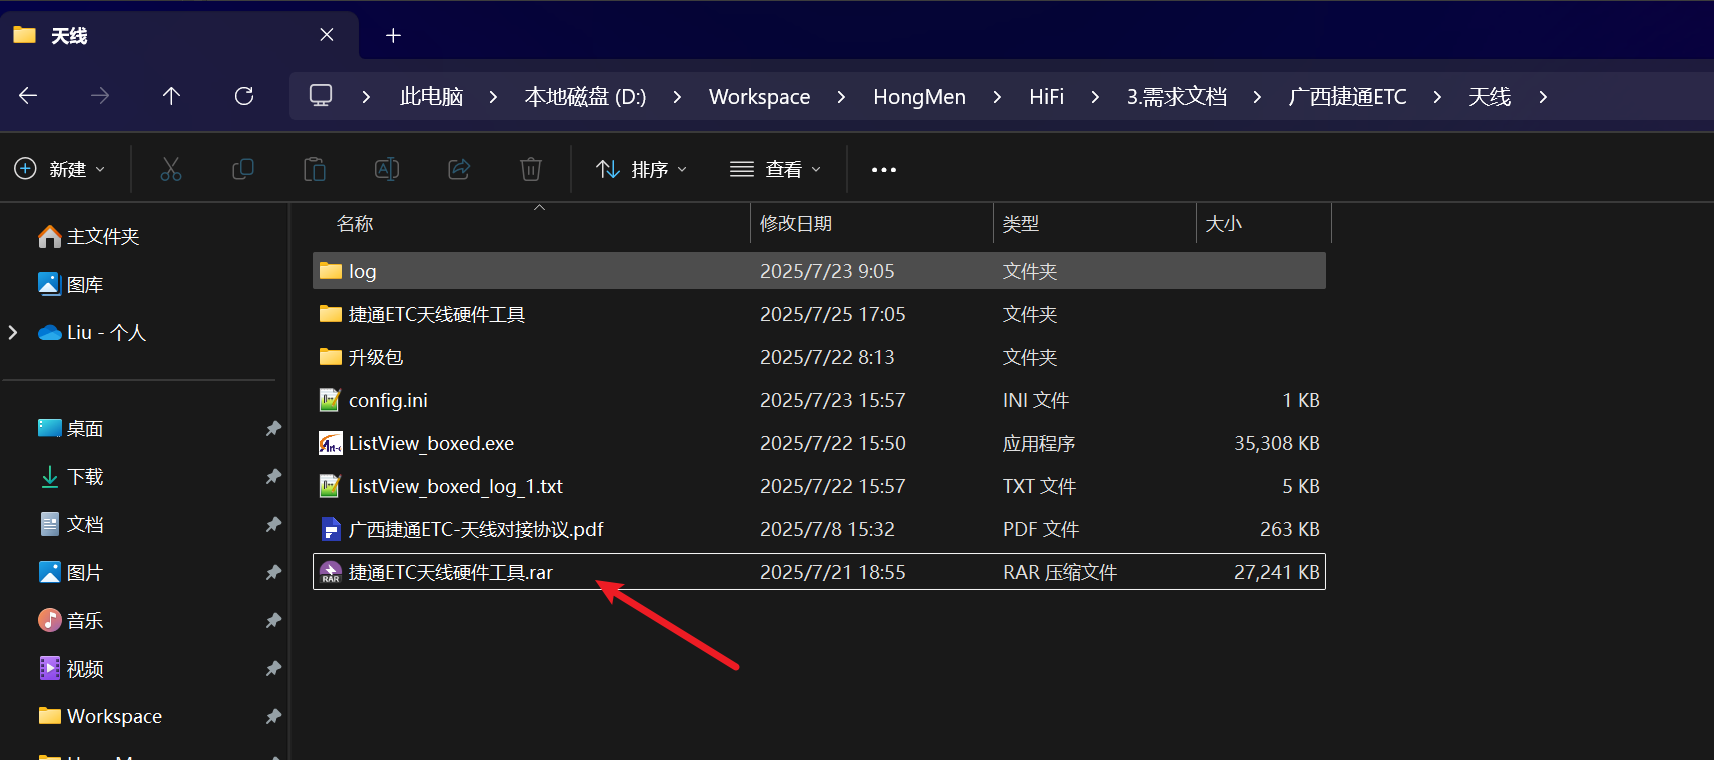 天线
此电脑 > 本地磁盘 (D:) > Workspace > HongMen > HiFi > 3.需求文档 > 广西捷通ETC > 天线 >
新建 排序 查看
名称 修改日期 类型 大小
主文件夹
图库
Liu - 个人
桌面
下载
文档
图片
音乐
视频
Workspace
log 2025/7/23 9:05 文件夹
捷通ETC天线硬件工具 2025/7/25 17:05 文件夹
升级包 2025/7/22 8:13 文件夹
config.ini 2025/7/23 15:57 INI 文件 1 KB
ListView_boxed.exe 2025/7/22 15:50 应用程序 35,308 KB
ListView_boxed_log_1.txt 2025/7/22 15:57 TXT 文件 5 KB
广西捷通ETC-天线对接协议.pdf 2025/7/8 15:32 PDF 文件 263 KB
捷通ETC天线硬件工具.rar 2025/7/21 18:55 RAR 压缩文件 27,241 KB